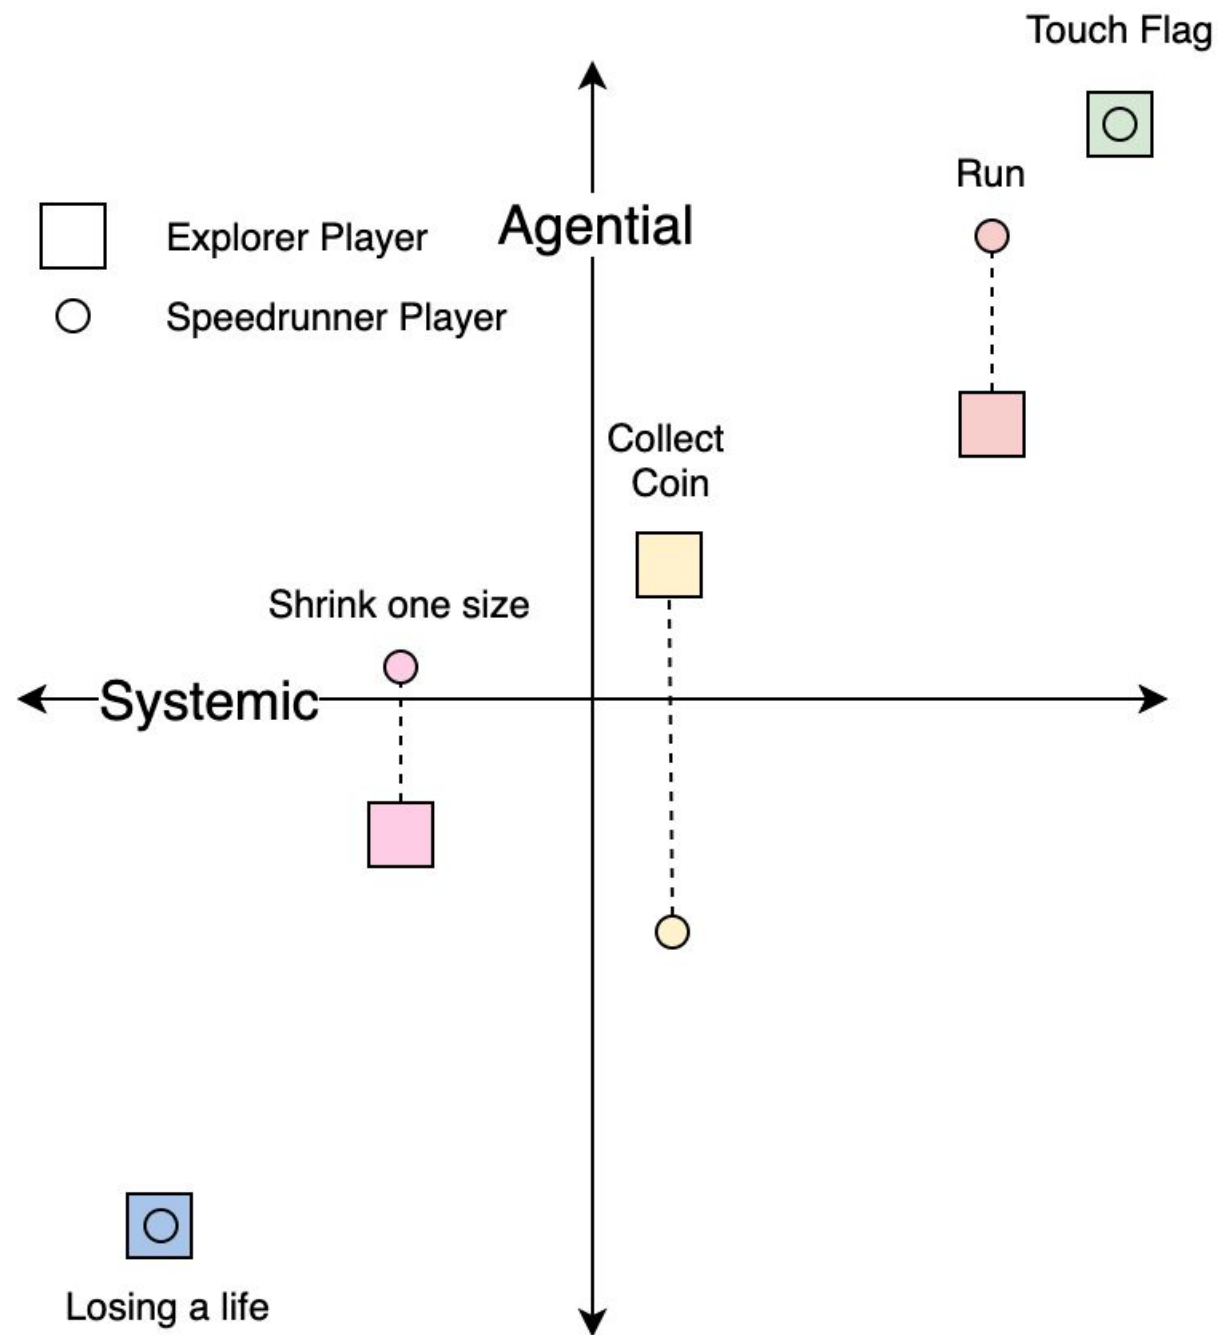 Touch Flag
Run
Agential
Explorer Player
Speedrunner Player
Collect
Coin
Shrink one size
Systemic
Losing a life